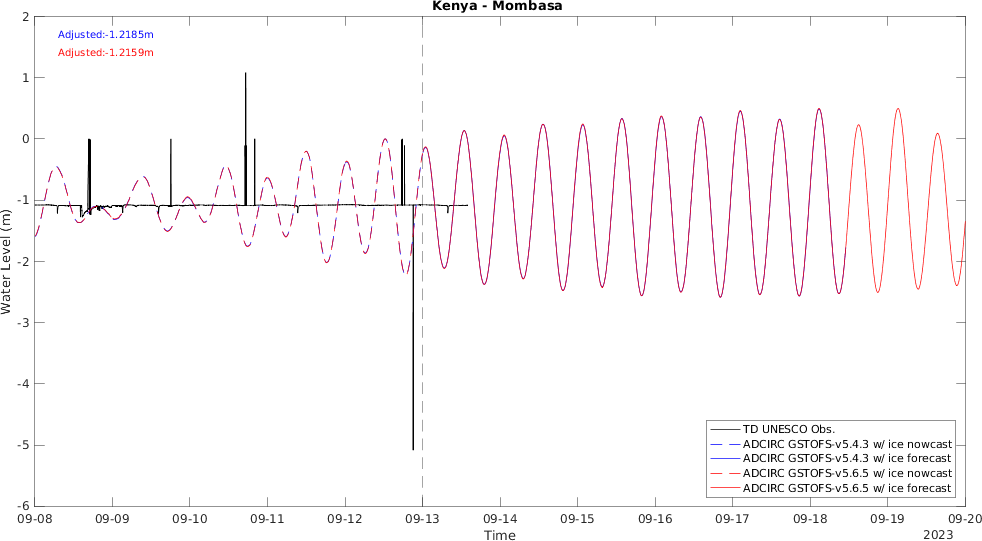 Kenya - Mombasa
Adjusted:-1.2185m
Adjusted:-1.2159m
2
1
0
-1
-2
-3
-4
-5
-6
Water Level (m)
TD UNESCO Obs.
ADCIRC GSTOFS-v5.4.3 w/ ice nowcast
ADCIRC GSTOFS-v5.4.3 w/ ice forecast
ADCIRC GSTOFS-v5.6.5 w/ ice nowcast
ADCIRC GSTOFS-v5.6.5 w/ ice forecast
09-08 09-09 09-10 09-11 09-12 09-13 09-14 09-15 09-16 09-17 09-18 09-19 09-20
Time
2023